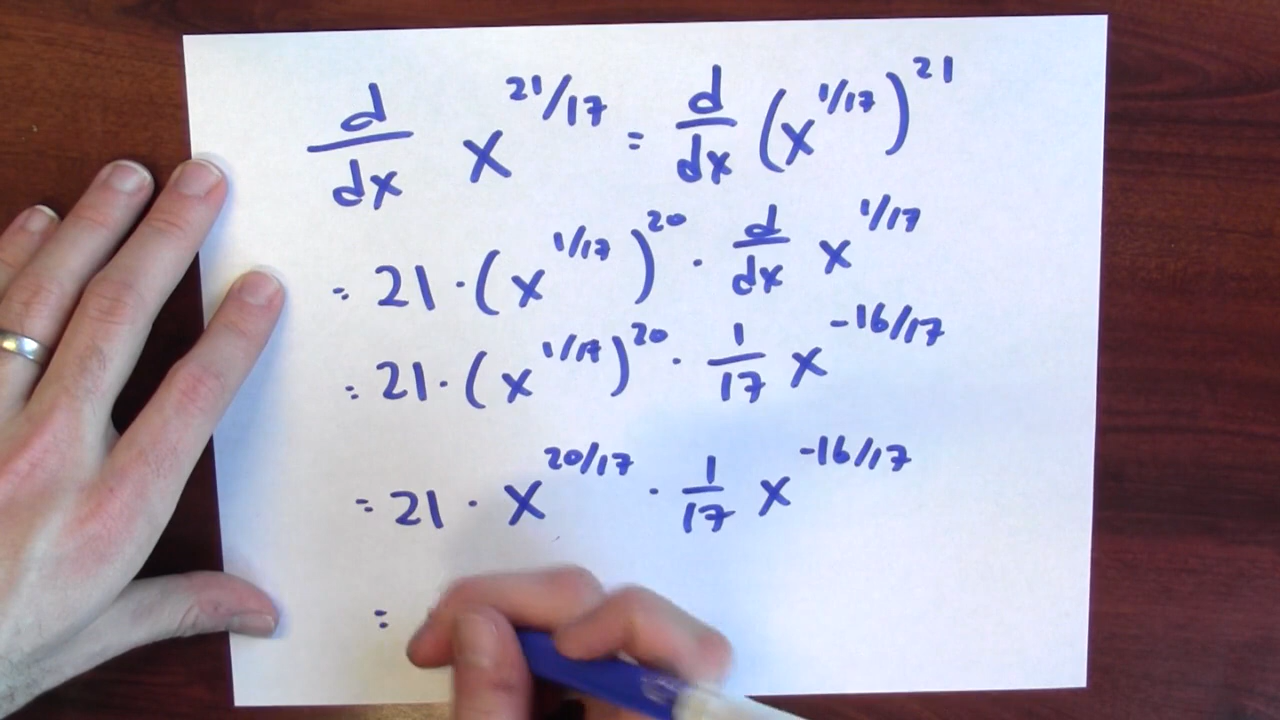 d/dx x^21/17 = d/dx (x^1/17)^21
= 21 · (x^1/17)^20 · d/dx x^1/17
= 21 · (x^1/17)^20 · 1/17 x^-16/17
= 21 · x^20/17 · 1/17 x^-16/17
=